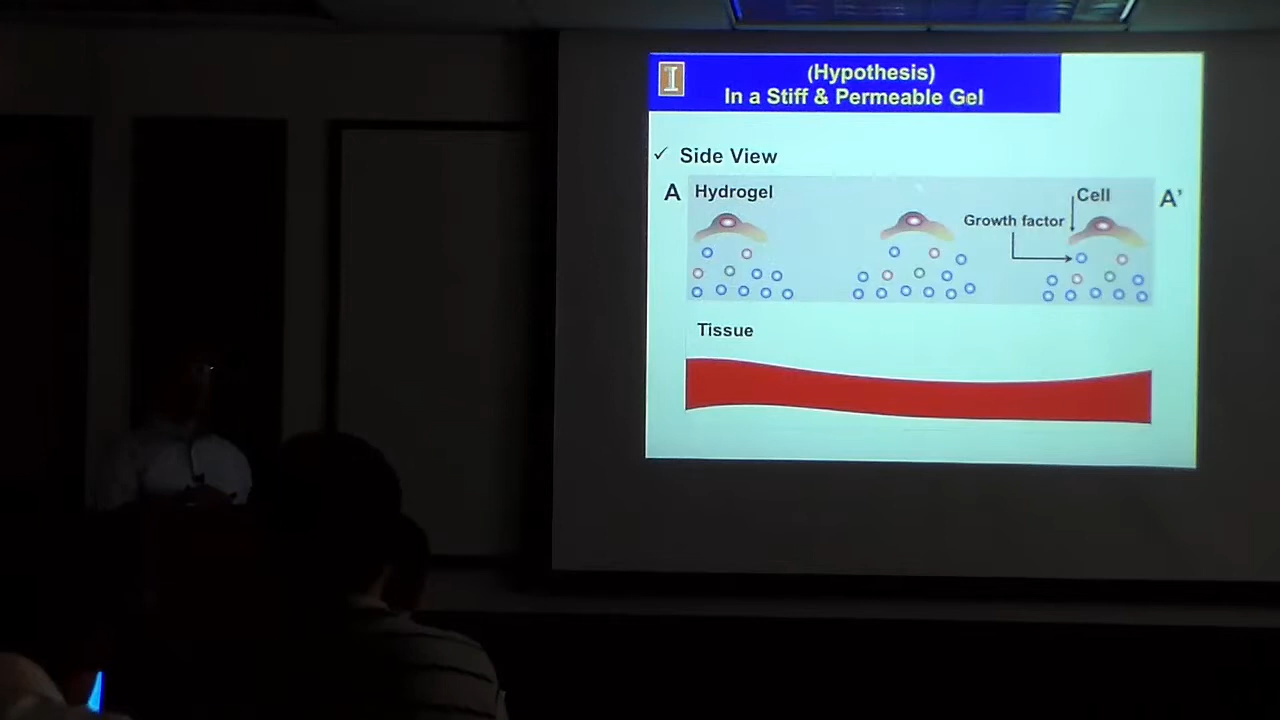 I
(Hypothesis)
In a Stiff & Permeable Gel
✓ Side View
A
Hydrogel
Cell
A'
Growth factor
Tissue